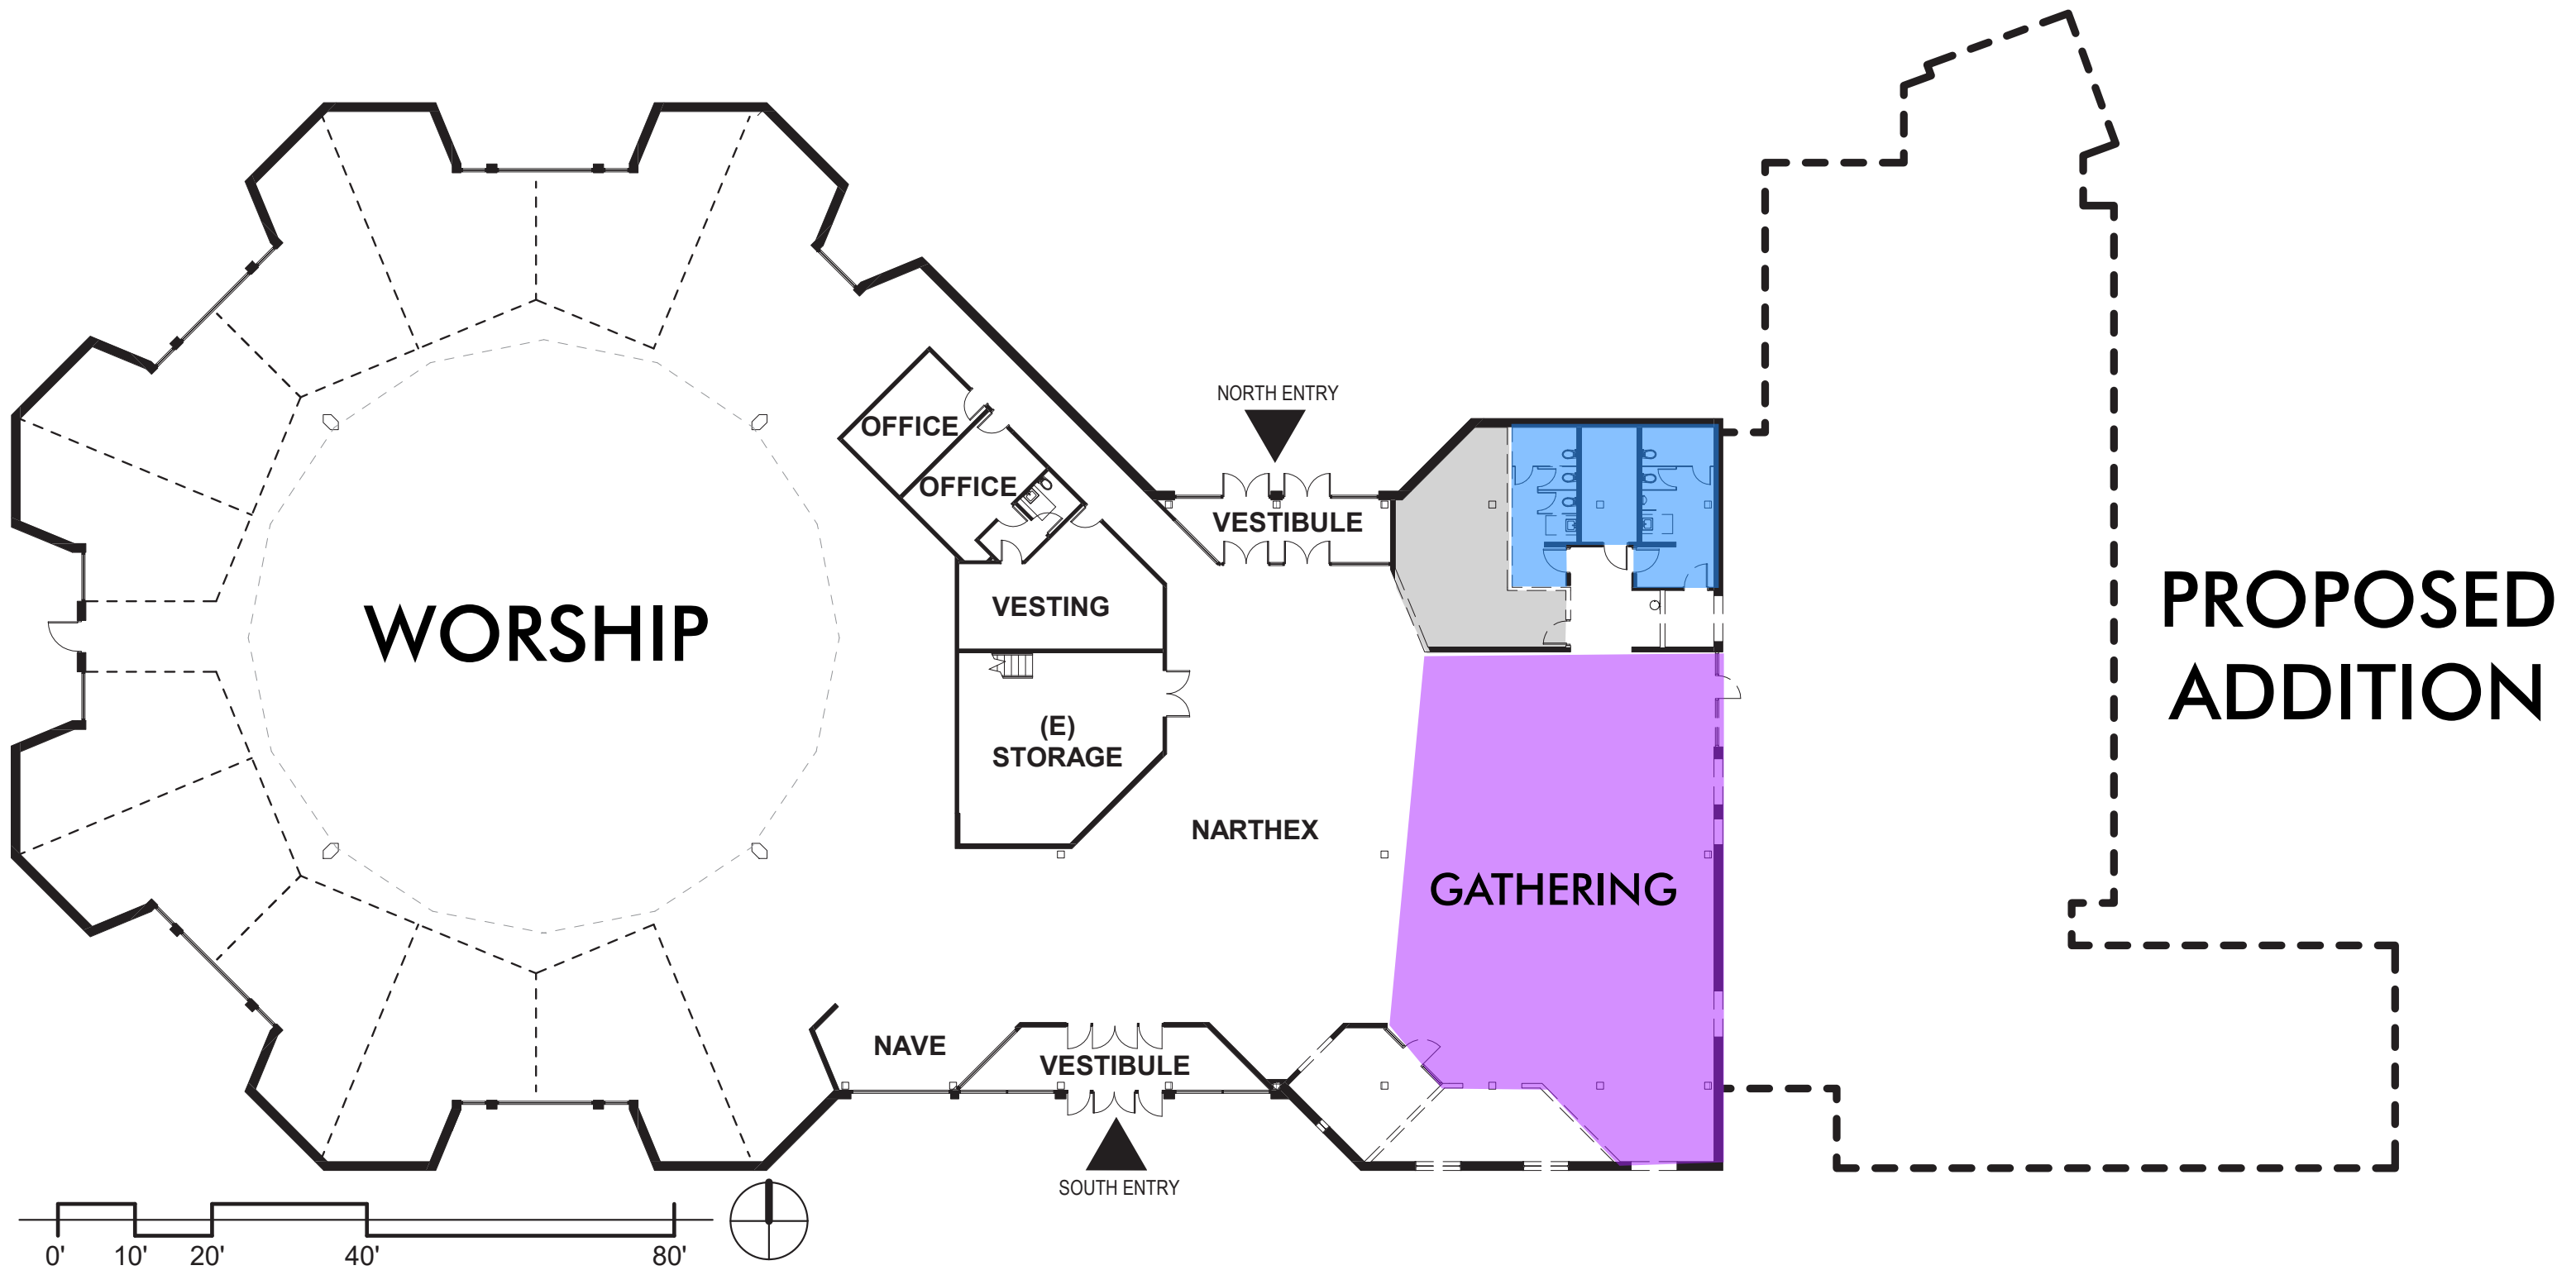 NORTH ENTRY
OFFICE
OFFICE
VESTIBULE
VESTING
WORSHIP
PROPOSED
ADDITION
(E)
STORAGE
NARTHEX
GATHERING
NAVE
VESTIBULE
SOUTH ENTRY
0' 10' 20' 40' 80'